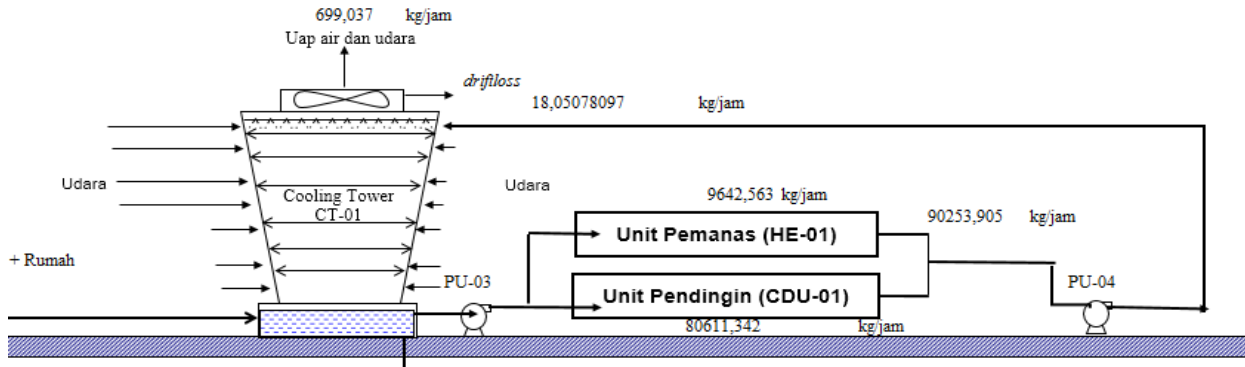 699,037 kg/jam
Uap air dan udara
driftloss
18,05078097 kg/jam
Udara
Udara
Cooling Tower
CT-01
9642,563 kg/jam
90253,905 kg/jam
Unit Pemanas (HE-01)
+ Rumah
PU-03
PU-04
Unit Pendingin (CDU-01)
80611,342 kg/jam